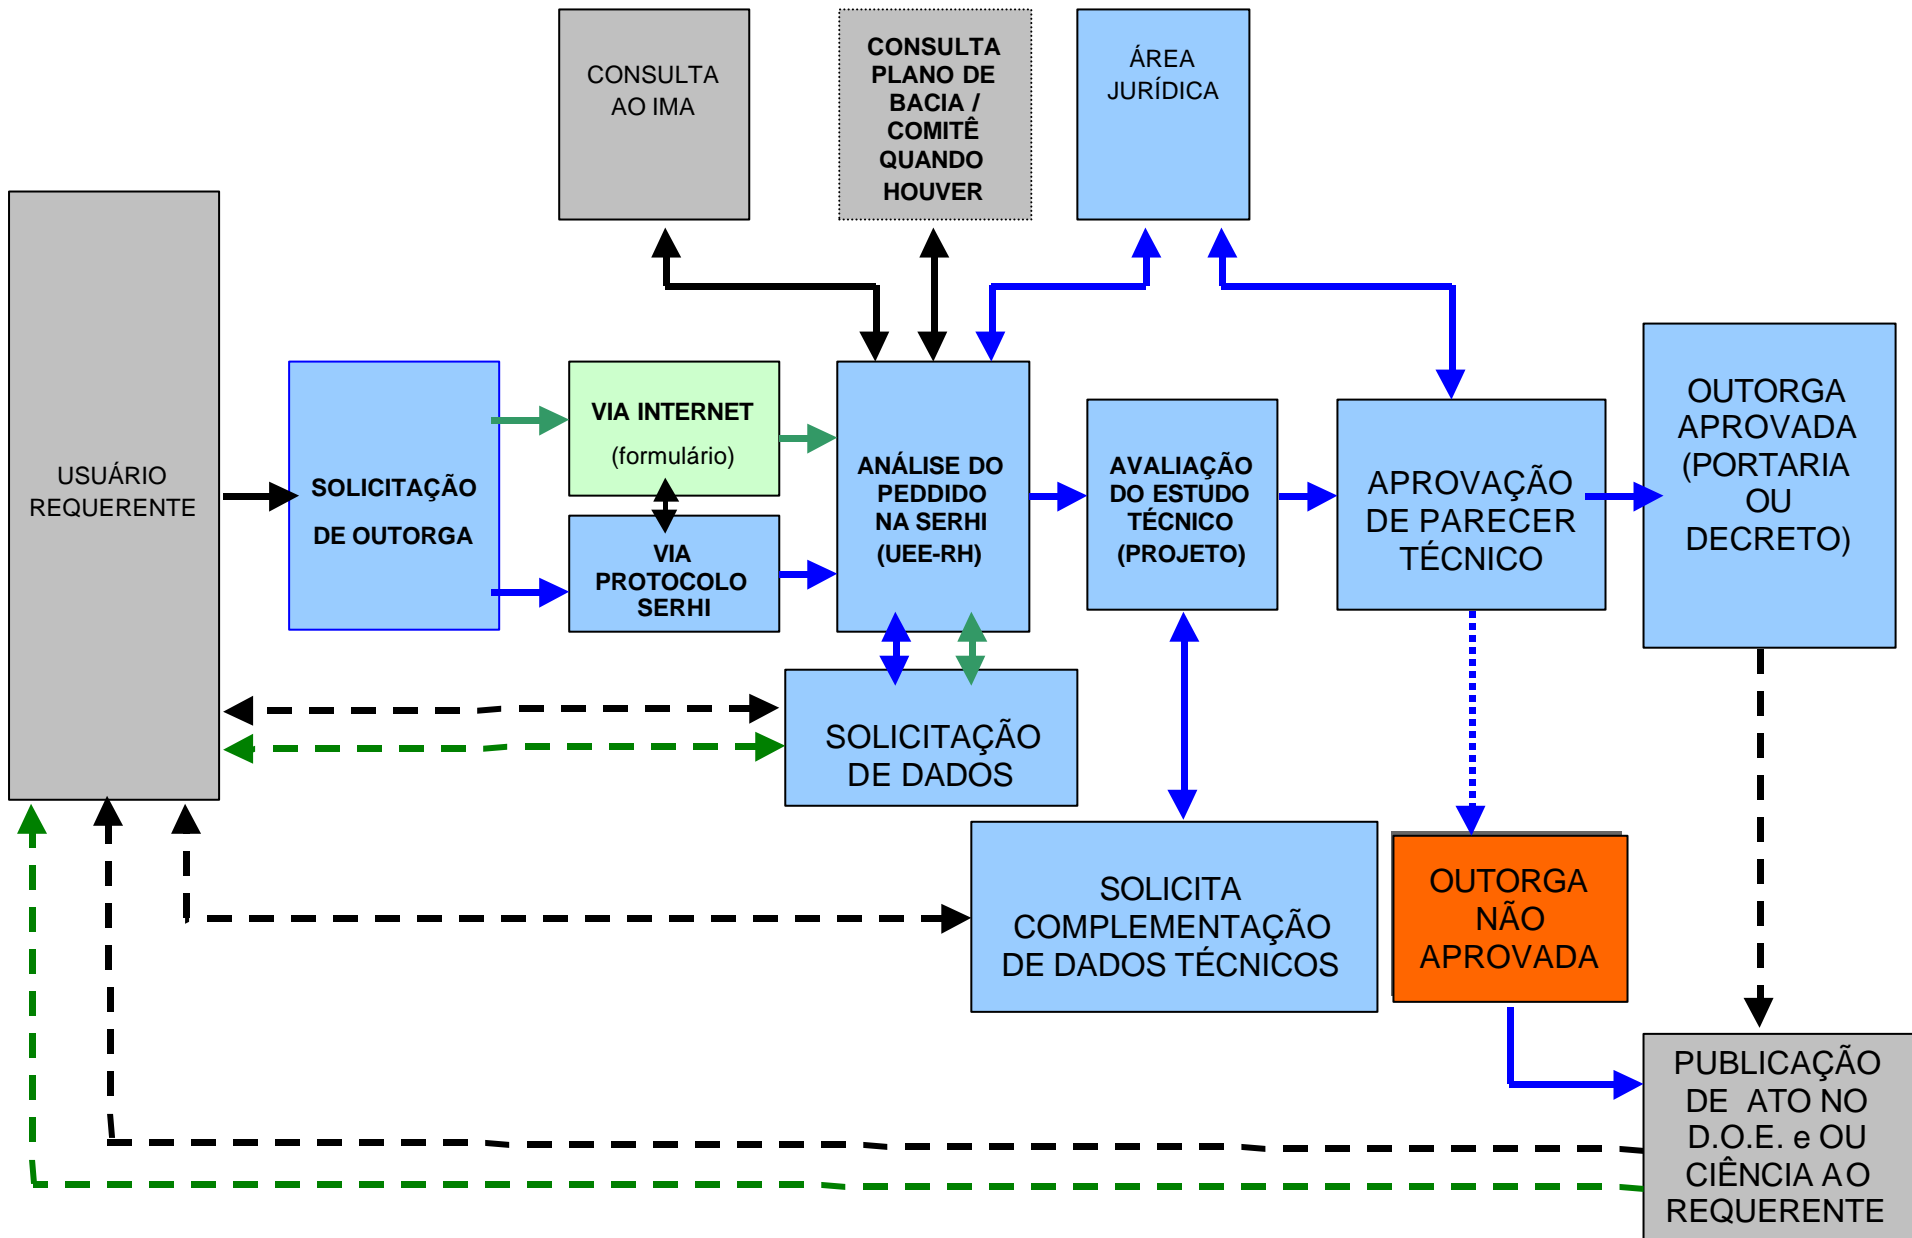 CONSULTA
AO IMA
CONSULTA
PLANO DE
BACIA /
COMITÊ
QUANDO
HOUVER
ÁREA
JURÍDICA
USUÁRIO
REQUERENTE
SOLICITAÇÃO
DE OUTORGA
VIA INTERNET
(formulário)
VIA
PROTOCOLO
SERHI
ANÁLISE DO
PEDDIDO
NA SERHI
(UEE-RH)
AVALIAÇÃO
DO ESTUDO
TÉCNICO
(PROJETO)
APROVAÇÃO
DE PARECER
TÉCNICO
OUTORGA
APROVADA
(PORTARIA
OU
DECRETO)
SOLICITAÇÃO
DE DADOS
SOLICITA
COMPLEMENTAÇÃO
DE DADOS TÉCNICOS
OUTORGA
NÃO
APROVADA
PUBLICAÇÃO
DE ATO NO
D.O.E. e OU
CIÊNCIA AO
REQUERENTE